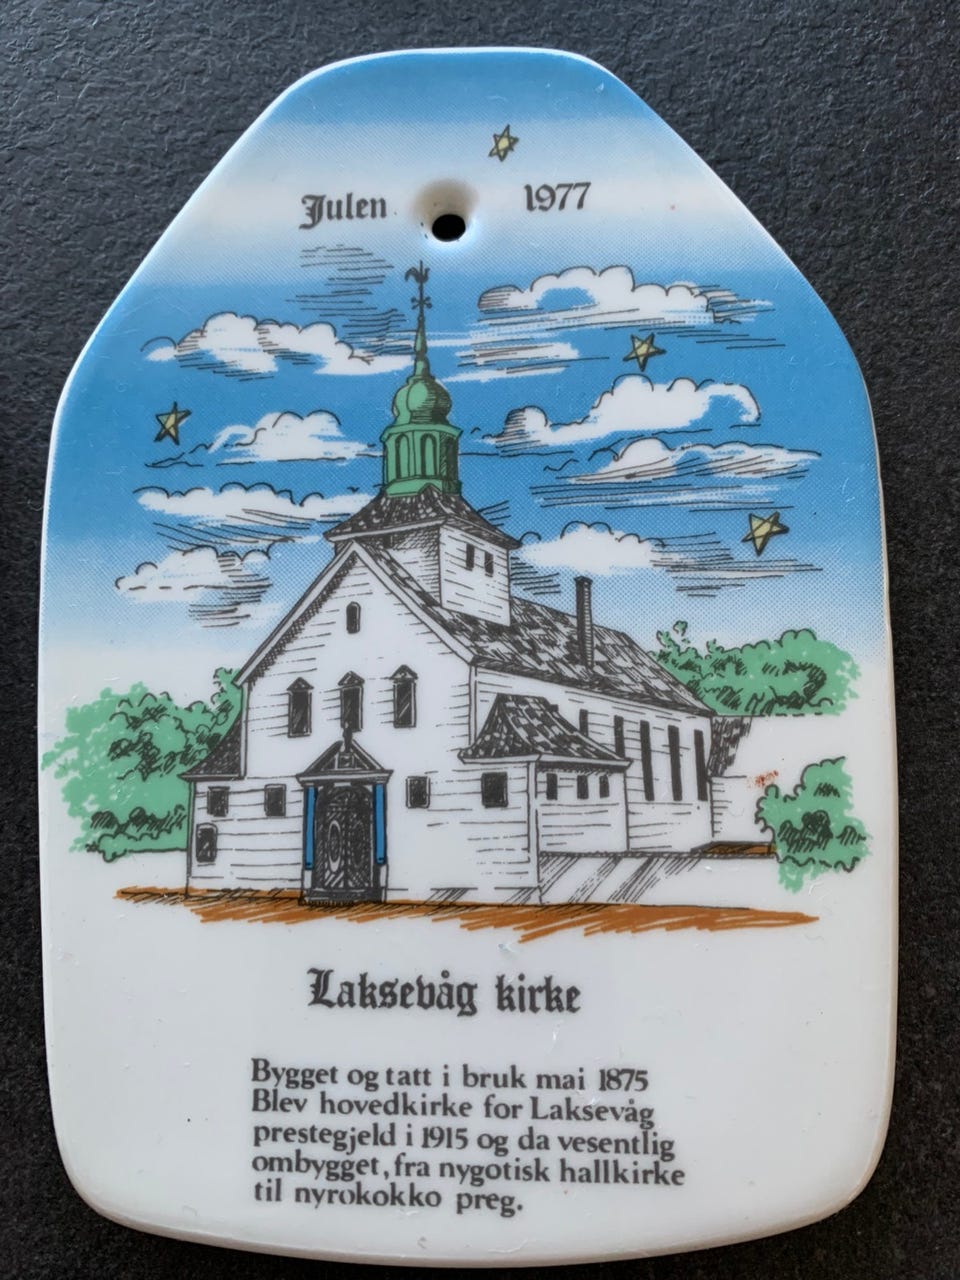 Julen 1977
Laksevåg kirke
Bygget og tatt i bruk mai 1875
Blev hovedkirke for Laksevåg
prestegjeld i 1915 og da vesentlig
ombygget, fra nygotisk hallkirke
til nyrokokko preg.